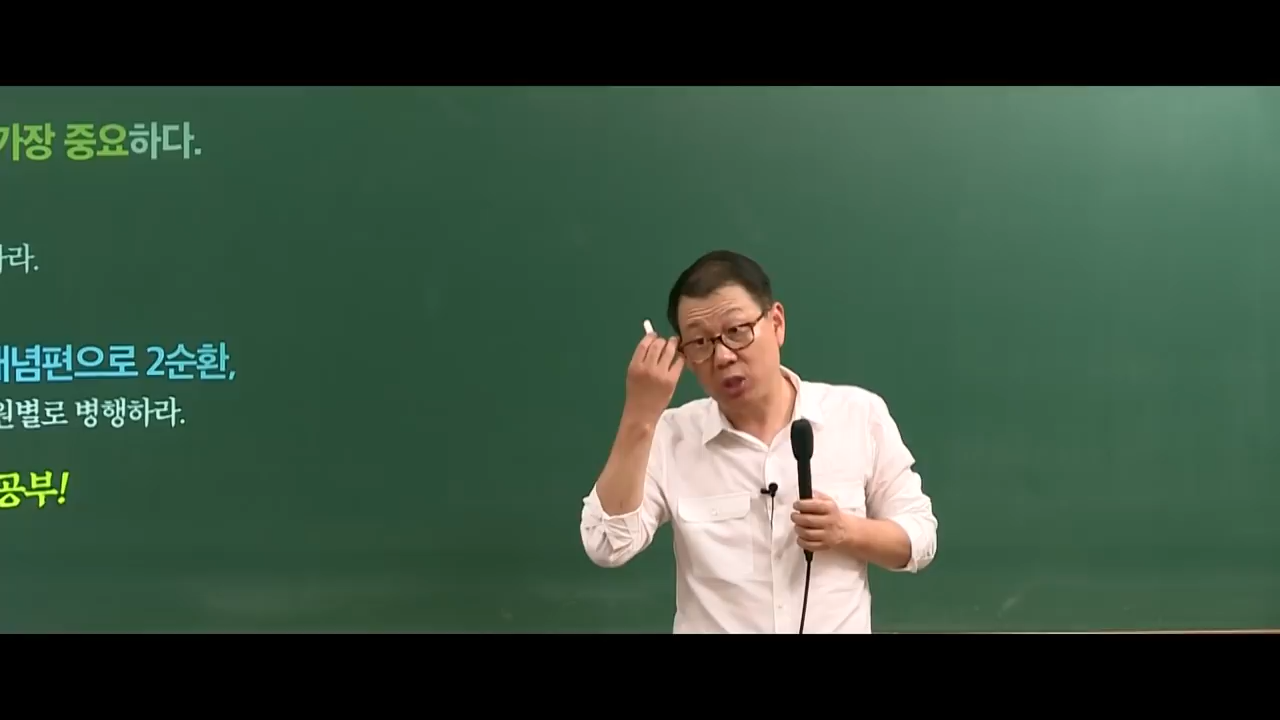 가장 중요하다.
라.
개념편으로 2순환,
원별로 병행하라.
공부!